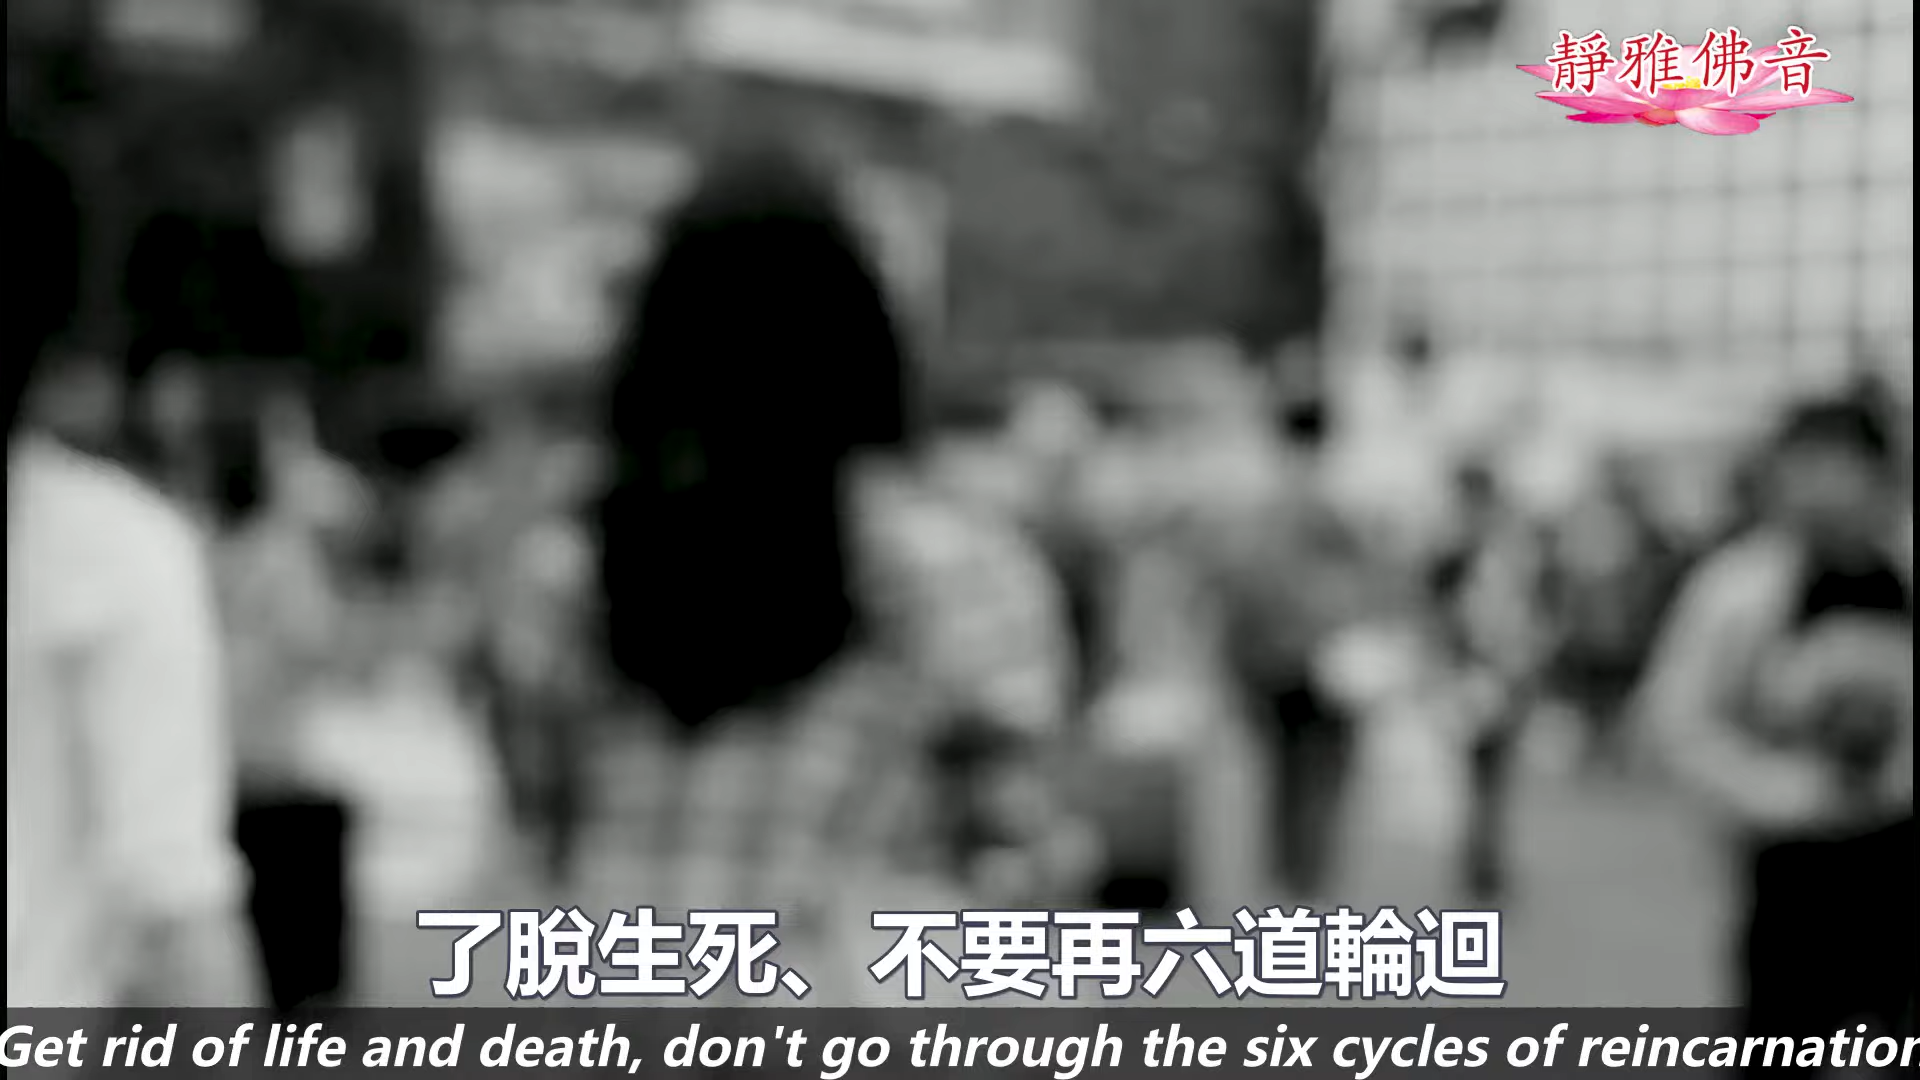 靜雅佛音
了脫生死、不要再六道輪迴
Get rid of life and death, don't go through the six cycles of reincarnation